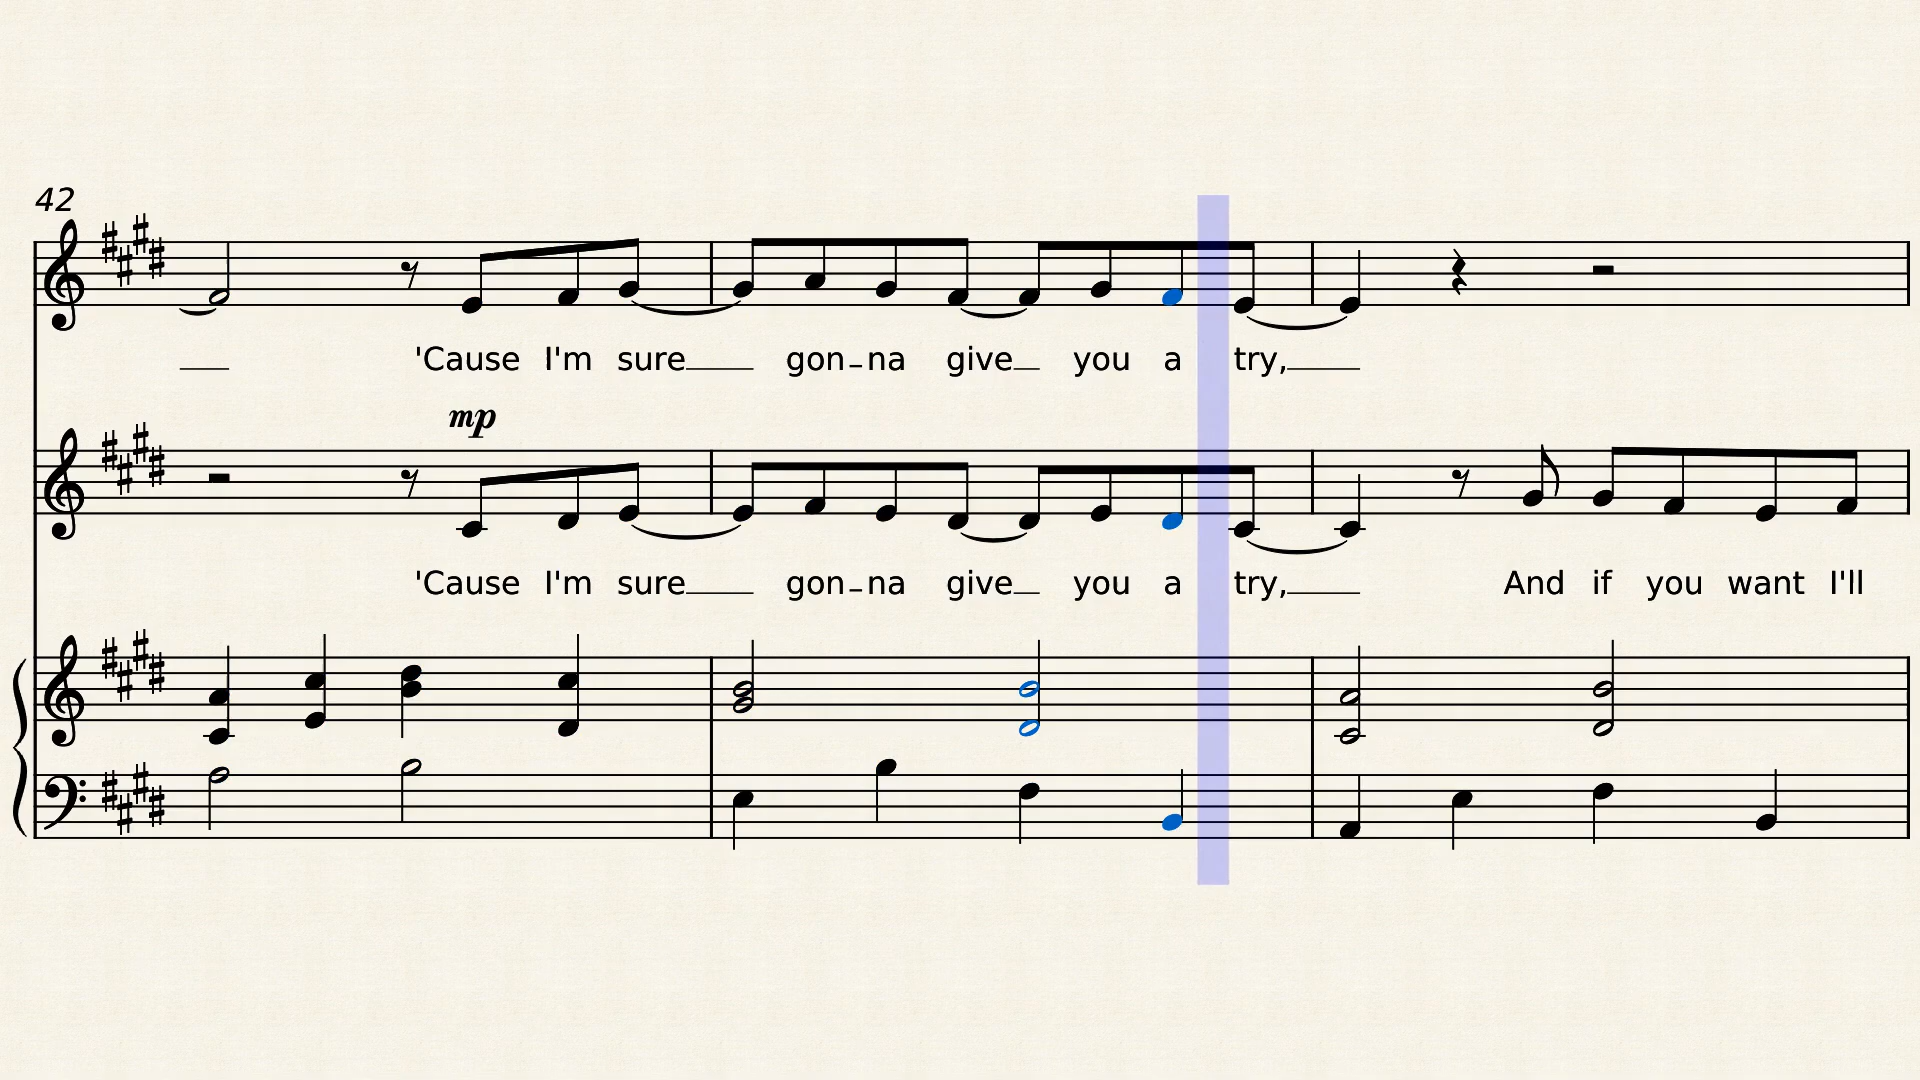 42
'Cause I'm sure gon-na give you a try,
mp
'Cause I'm sure gon-na give you a try, And if you want I'll